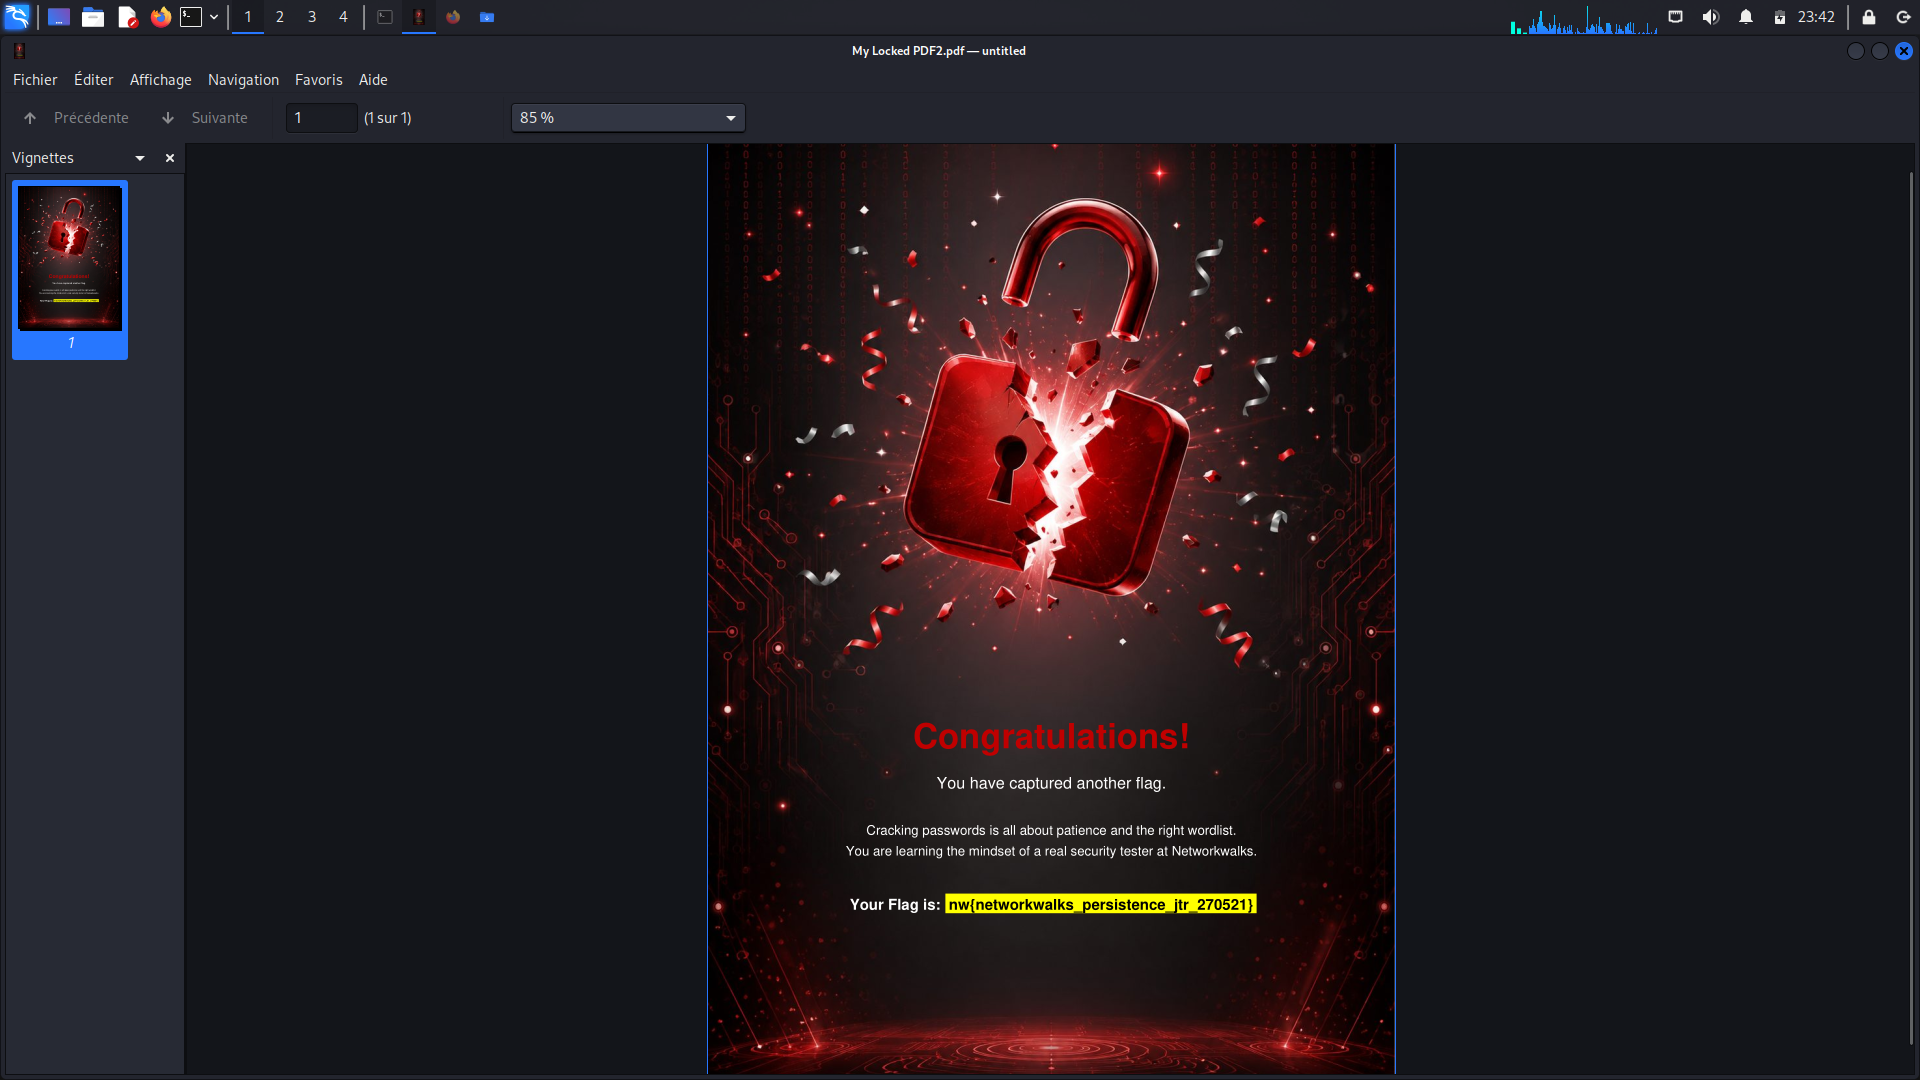 1 2 3 4 23:42
My Locked PDF2.pdf — untitled
Fichier Éditer Affichage Navigation Favoris Aide
Précédente Suivante 1 (1 sur 1) 85 %
Vignettes
1
Congratulations!
You have captured another flag.
Cracking passwords is all about patience and the right wordlist.
You are learning the mindset of a real security tester at Networkwalks.
Your Flag is: nw{networkwalks_persistence_jtr_270521}